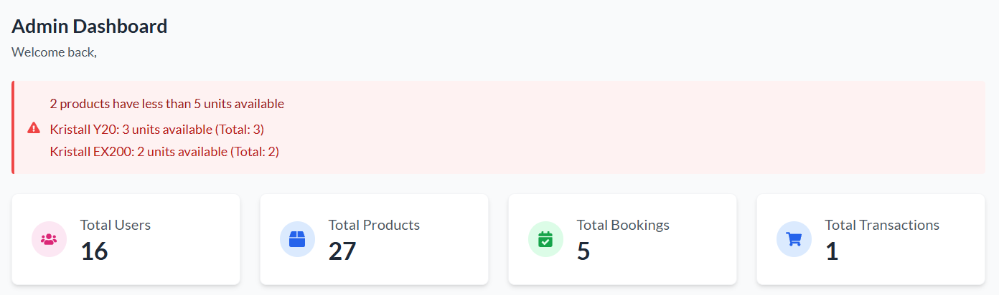 Admin Dashboard
Welcome back,
2 products have less than 5 units available
Kristall Y20: 3 units available (Total: 3)
Kristall EX200: 2 units available (Total: 2)
Total Users
16
Total Products
27
Total Bookings
5
Total Transactions
1